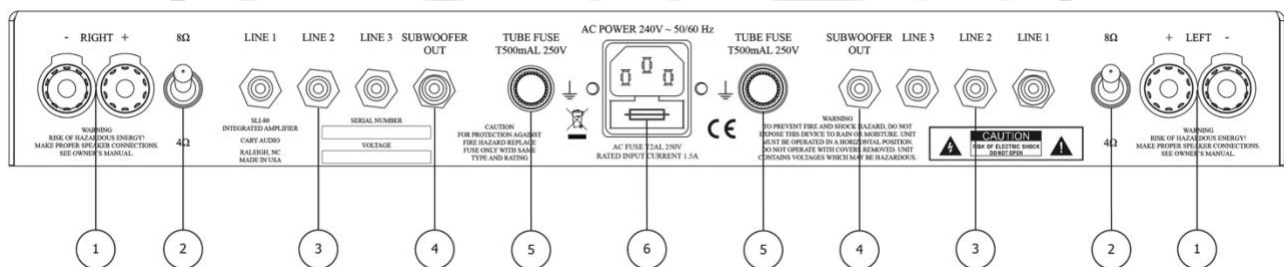 - RIGHT +
8Ω
4Ω
WARNING
RISK OF HAZARDOUS ENERGY!
MAKE PROPER SPEAKER CONNECTIONS.
SEE OWNER'S MANUAL.
LINE 1
LINE 2
LINE 3
SUBWOOFER
OUT
SLI-80
INTEGRATED AMPLIFIER
CARY AUDIO
RALEIGH, NC
MADE IN USA
SERIAL NUMBER
VOLTAGE
TUBE FUSE
T500mAL 250V
CAUTION
FOR PROTECTION AGAINST
FIRE HAZARD REPLACE
FUSE ONLY WITH SAME
TYPE AND RATING
AC POWER 240V ~ 50/60 Hz
AC FUSE T2AL 250V
RATED INPUT CURRENT 1.5A
CE
TUBE FUSE
T500mAL 250V
SUBWOOFER
OUT
LINE 3
LINE 2
LINE 1
WARNING
TO PREVENT FIRE AND SHOCK HAZARD, DO NOT
EXPOSE THIS DEVICE TO RAIN OR MOISTURE. UNIT
MUST BE OPERATED IN A HORIZONTAL POSITION.
DO NOT OPERATE WITH COVERS REMOVED. UNIT
CONTAINS VOLTAGES WHICH MAY BE HAZARDOUS.
CAUTION
RISK OF ELECTRIC SHOCK
DO NOT OPEN
8Ω
4Ω
+ LEFT -
WARNING
RISK OF HAZARDOUS ENERGY!
MAKE PROPER SPEAKER CONNECTIONS.
SEE OWNER'S MANUAL.
1 2 3 4 5 6 5 4 3 2 1